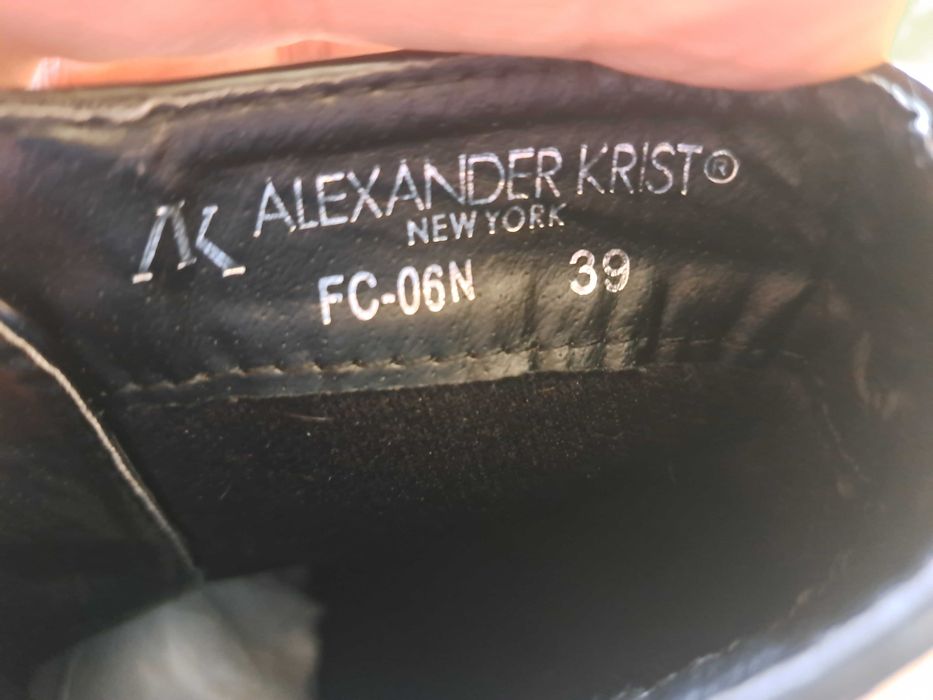 AK ALEXANDER KRIST®
NEW YORK
FC-06N 39